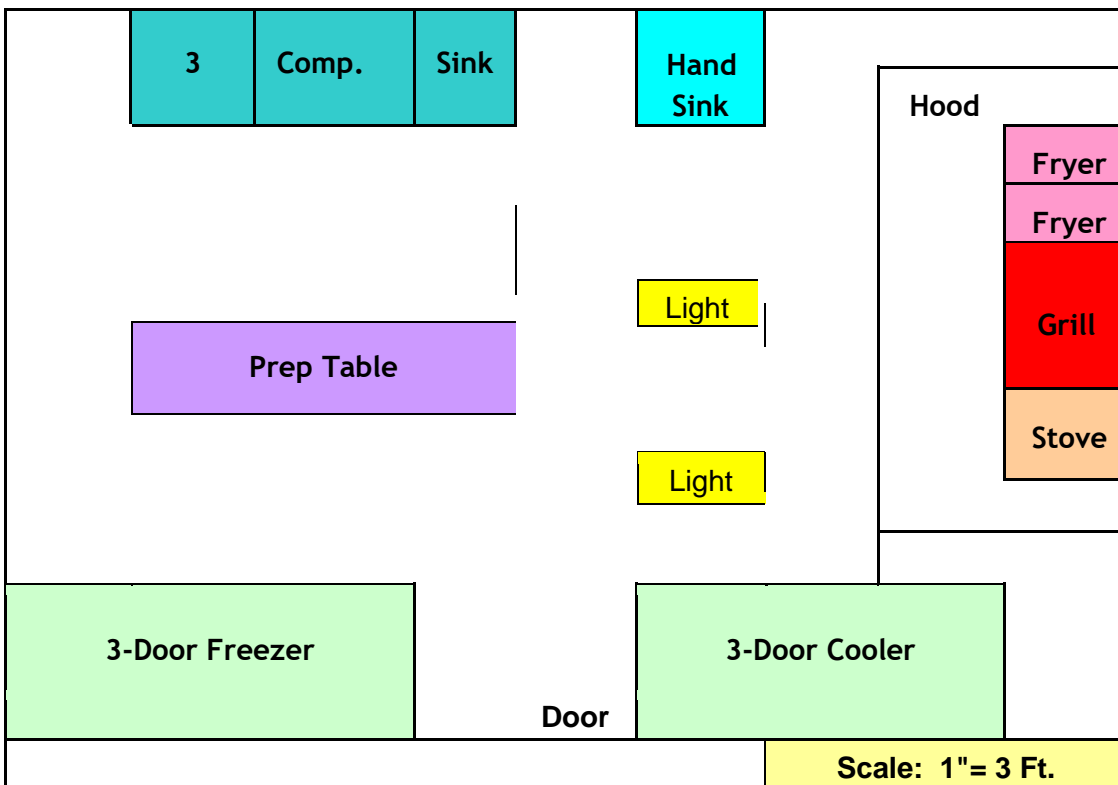 3 Comp. Sink
Hand
Sink
Hood
Fryer
Fryer
Light
Grill
Prep Table
Stove
Light
3-Door Freezer
3-Door Cooler
Door
Scale: 1"= 3 Ft.